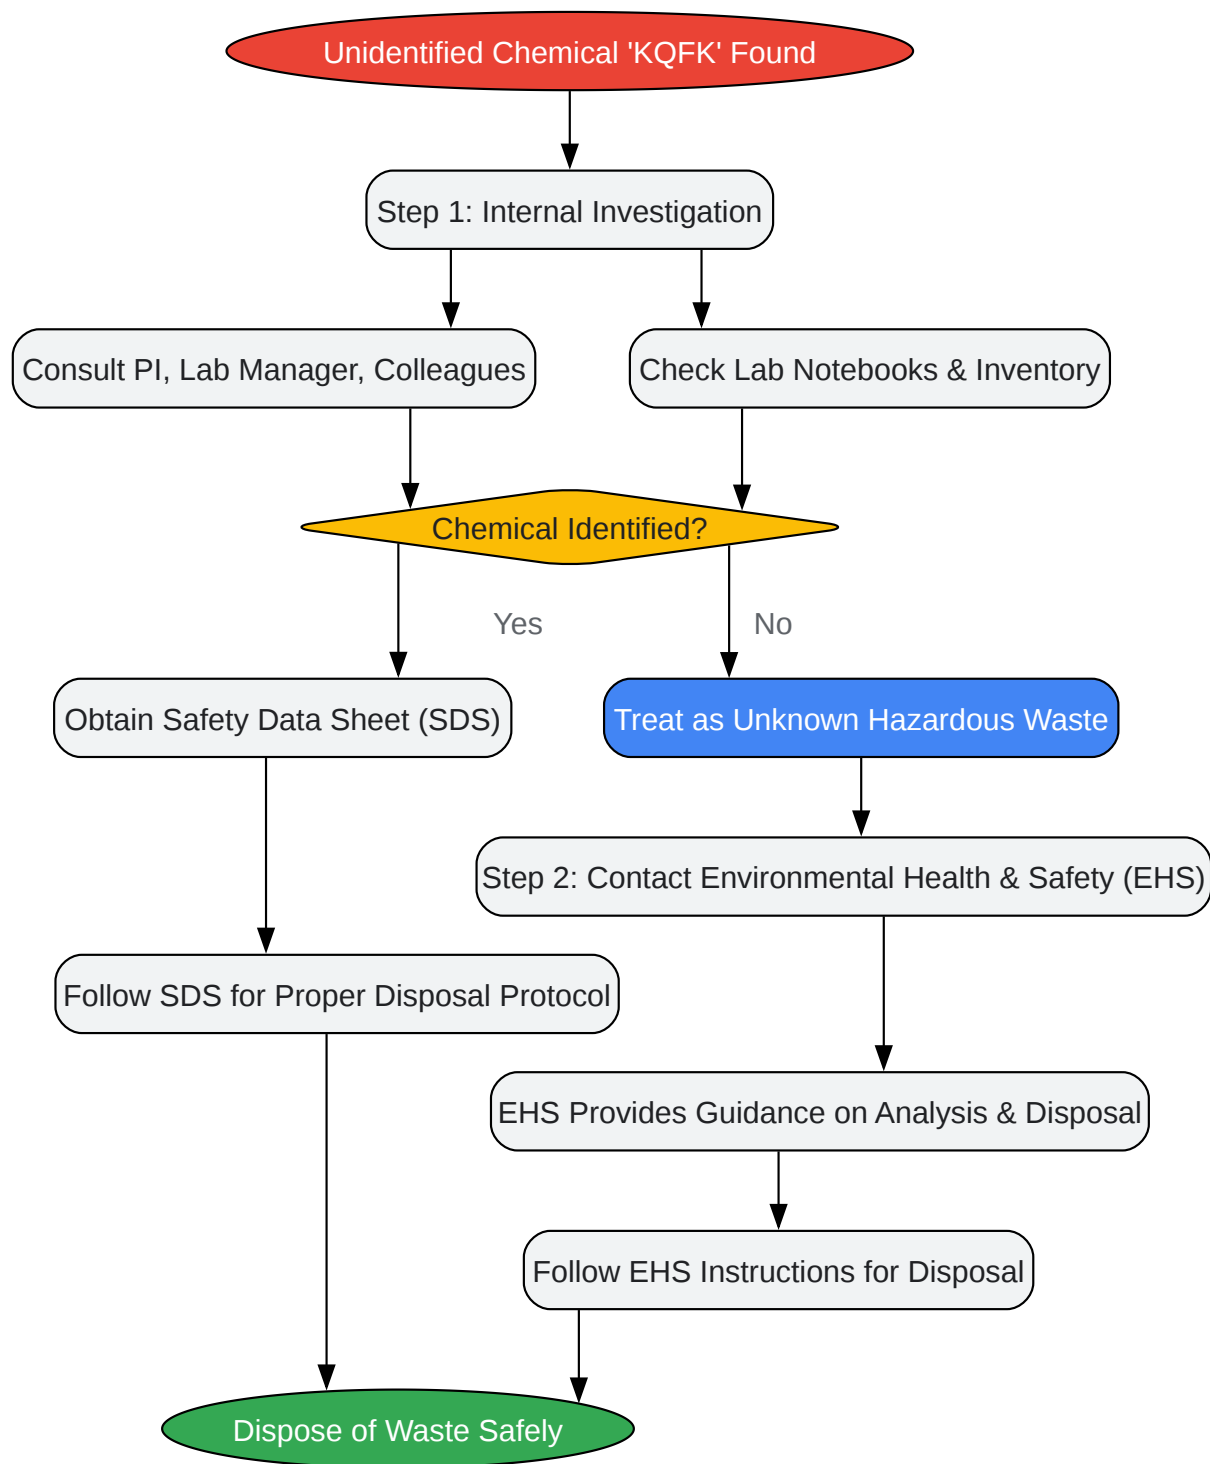 Unidentified Chemical 'KQFK' Found
Step 1: Internal Investigation
Consult PI, Lab Manager, Colleagues
Check Lab Notebooks & Inventory
Chemical Identified?
Yes
No
Obtain Safety Data Sheet (SDS)
Treat as Unknown Hazardous Waste
Step 2: Contact Environmental Health & Safety (EHS)
Follow SDS for Proper Disposal Protocol
EHS Provides Guidance on Analysis & Disposal
Follow EHS Instructions for Disposal
Dispose of Waste Safely